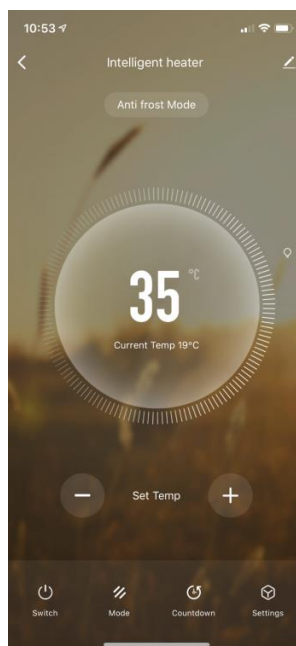 10:53
Intelligent heater
Anti frost Mode
35 °C
Current Temp 19°C
Set Temp
Switch Mode Countdown Settings